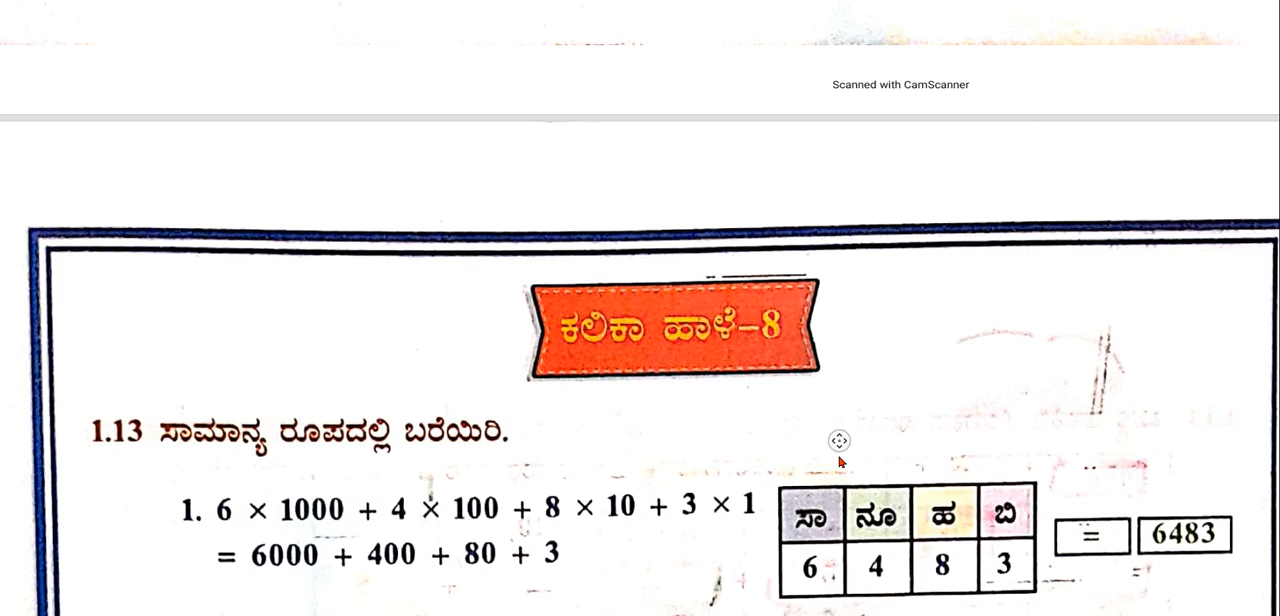 Scanned with CamScanner
ಕಲಿಕಾ ಹಾಳೆ-8
1.13 ಸಾಮಾನ್ಯ ರೂಪದಲ್ಲಿ ಬರೆಯಿರಿ.
1. 6 × 1000 + 4 × 100 + 8 × 10 + 3 × 1
= 6000 + 400 + 80 + 3
ಸಾ ನೂ ಹ ಬಿ
6 4 8 3
= 6483